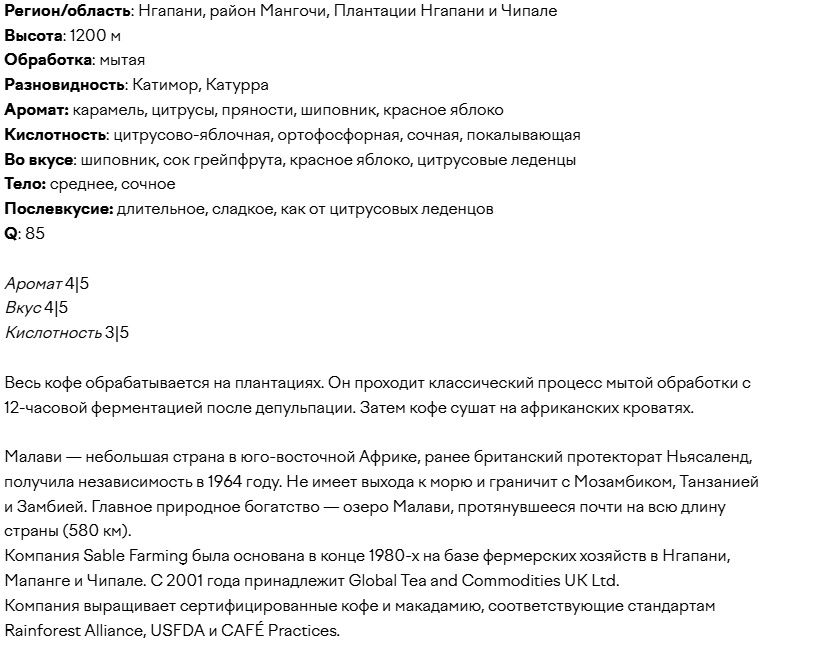 Регион/область: Нгапани, район Мангочи, Плантации Нгапани и Чипале
Высота: 1200 м
Обработка: мытая
Разновидность: Катимор, Катурра
Аромат: карамель, цитрусы, пряности, шиповник, красное яблоко
Кислотность: цитрусово-яблочная, ортофосфорная, сочная, покалывающая
Во вкусе: шиповник, сок грейпфрута, красное яблоко, цитрусовые леденцы
Тело: среднее, сочное
Послевкусие: длительное, сладкое, как от цитрусовых леденцов
Q: 85
Аромат 4|5
Вкус 4|5
Кислотность 3|5
Весь кофе обрабатывается на плантациях. Он проходит классический процесс мытой обработки с
12-часовой ферментацией после депульпации. Затем кофе сушат на африканских кроватях.
Малави — небольшая страна в юго-восточной Африке, ранее британский протекторат Ньясаленд,
получила независимость в 1964 году. Не имеет выхода к морю и граничит с Мозамбиком, Танзанией
и Замбией. Главное природное богатство — озеро Малави, протянувшееся почти на всю длину
страны (580 км).
Компания Sable Farming была основана в конце 1980-х на базе фермерских хозяйств в Нгапани,
Мапанге и Чипале. С 2001 года принадлежит Global Tea and Commodities UK Ltd.
Компания выращивает сертифицированные кофе и макадамию, соответствующие стандартам
Rainforest Alliance, USFDA и CAFÉ Practices.